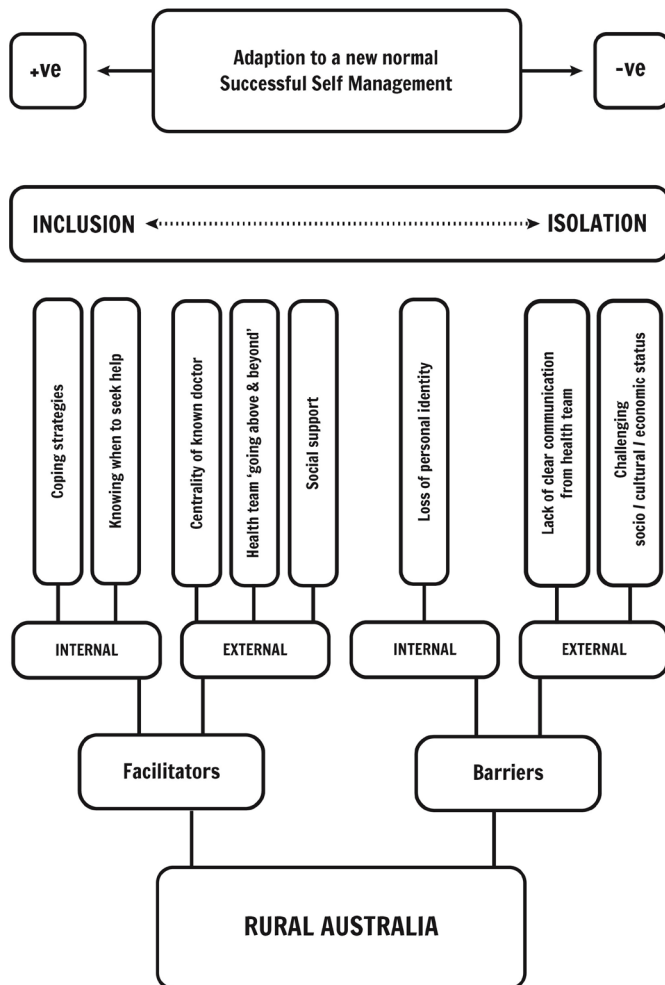 +ve
Adaption to a new normal
Successful Self Management
-ve
INCLUSION
ISOLATION
Coping strategies
Knowing when to seek help
Centrality of known doctor
Health team ‘going above & beyond’
Social support
Loss of personal identity
Lack of clear communication
from health team
Challenging
socio / cultural / economic status
INTERNAL
EXTERNAL
INTERNAL
EXTERNAL
Facilitators
Barriers
RURAL AUSTRALIA